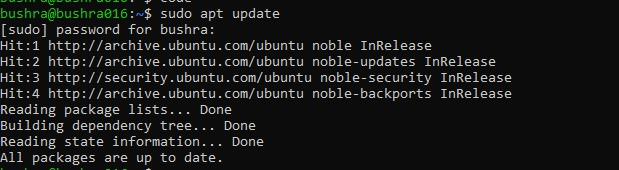 code
bushra@bushra016:~$ sudo apt update
[sudo] password for bushra:
Hit:1 http://archive.ubuntu.com/ubuntu noble InRelease
Hit:2 http://archive.ubuntu.com/ubuntu noble-updates InRelease
Hit:3 http://security.ubuntu.com/ubuntu noble-security InRelease
Hit:4 http://archive.ubuntu.com/ubuntu noble-backports InRelease
Reading package lists... Done
Building dependency tree... Done
Reading state information... Done
All packages are up to date.
bushra@bushra016:~$